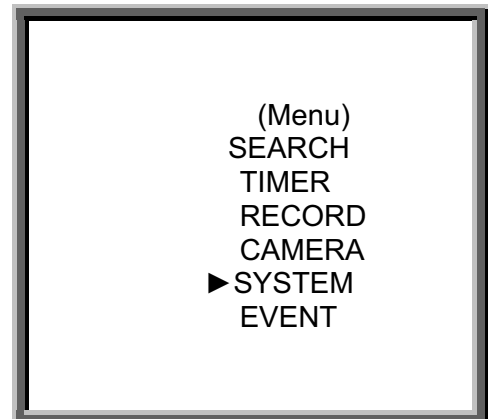 (Menu)
SEARCH
TIMER
RECORD
CAMERA
►SYSTEM
EVENT